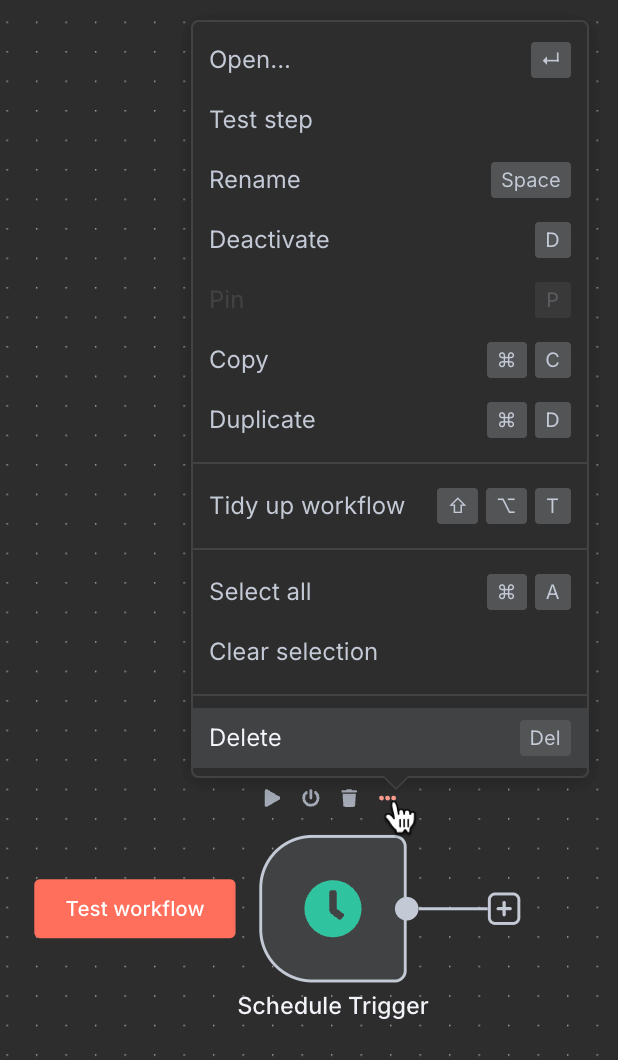 Open...
↵
Test step
Rename
Space
Deactivate
D
Pin
P
Copy
⌘ C
Duplicate
⌘ D
Tidy up workflow
⇧ ⌥ T
Select all
⌘ A
Clear selection
Delete
Del
Test workflow
Schedule Trigger